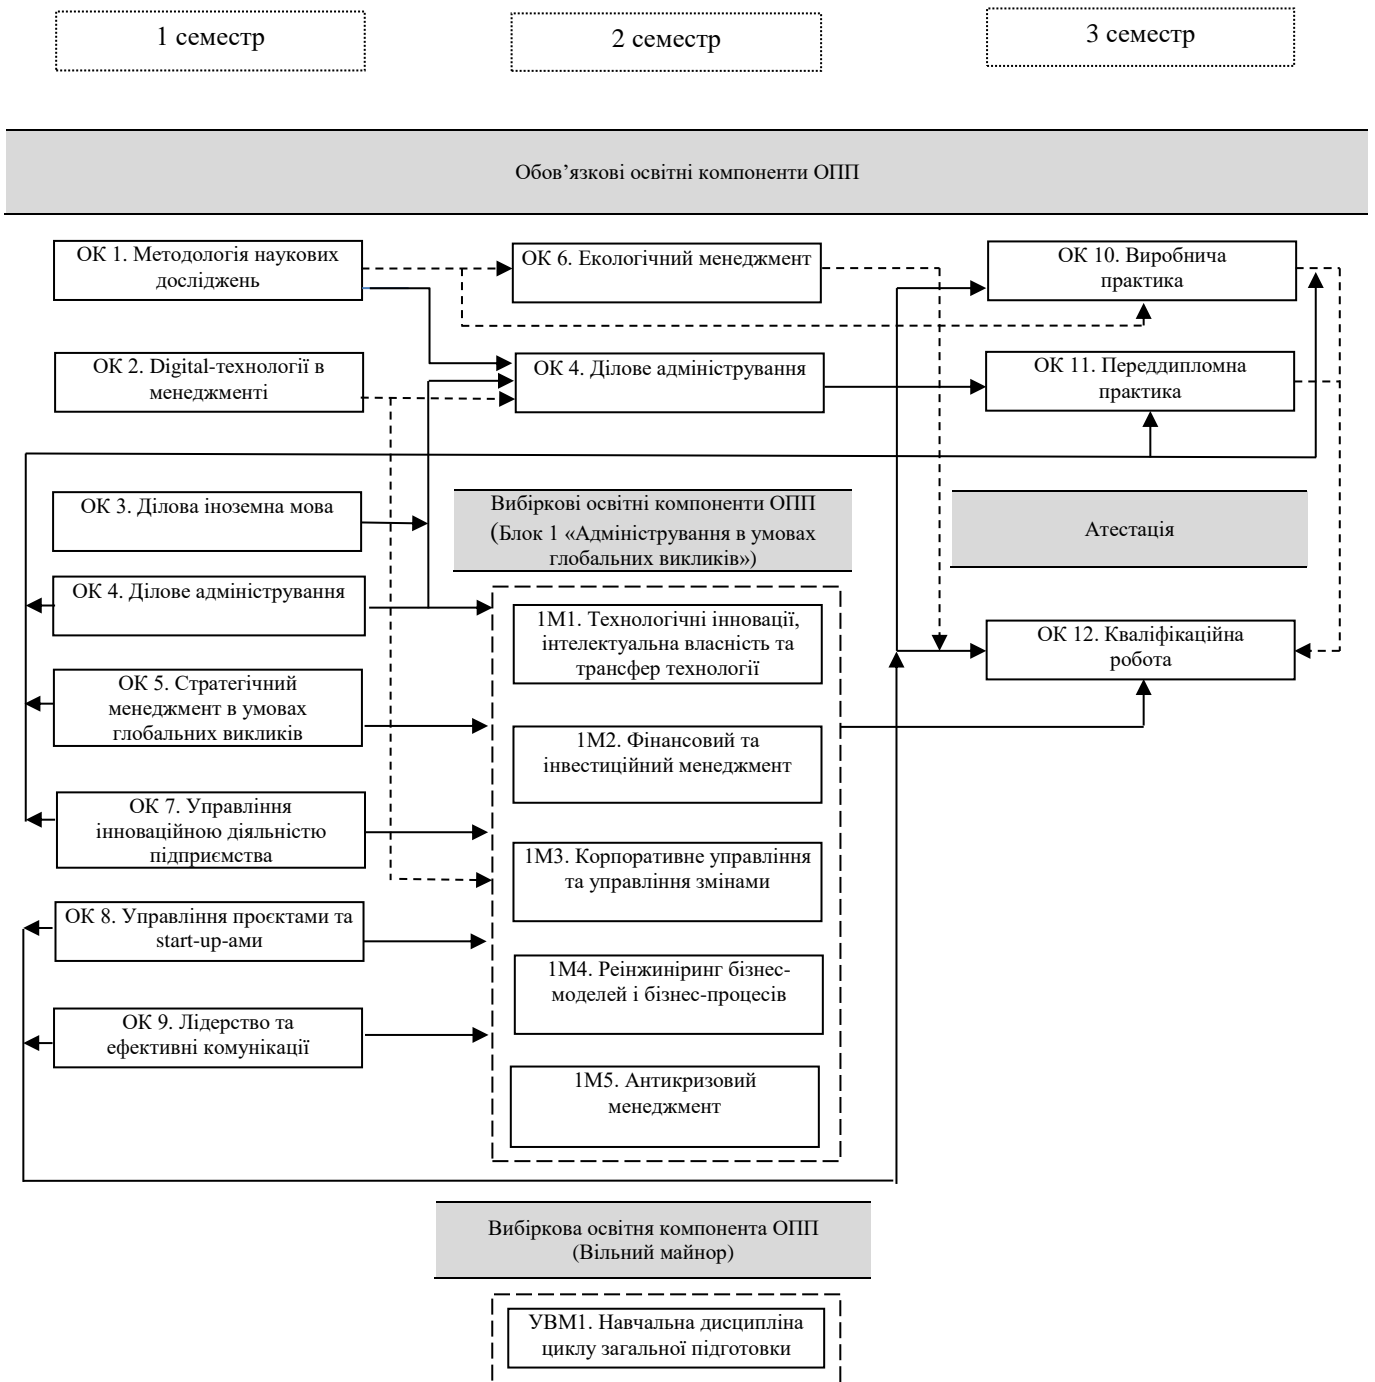 1 семестр
2 семестр
3 семестр
Обов’язкові освітні компоненти ОПП
ОК 1. Методологія наукових
досліджень
ОК 6. Екологічний менеджмент
ОК 10. Виробнича
практика
ОК 2. Digital-технології в
менеджменті
ОК 4. Ділове адміністрування
ОК 11. Переддипломна
практика
ОК 3. Ділова іноземна мова
Вибіркові освітні компоненти ОПП
(Блок 1 «Адміністрування в умовах
глобальних викликів»)
Атестація
ОК 4. Ділове адміністрування
1М1. Технологічні інновації,
інтелектуальна власність та
трансфер технології
ОК 12. Кваліфікаційна
робота
ОК 5. Стратегічний
менеджмент в умовах
глобальних викликів
1М2. Фінансовий та
інвестиційний менеджмент
ОК 7. Управління
інноваційною діяльністю
підприємства
1М3. Корпоративне управління
та управління змінами
ОК 8. Управління проєктами та
start-up-ами
1М4. Реінжиніринг бізнес-
моделей і бізнес-процесів
ОК 9. Лідерство та
ефективні комунікації
1М5. Антикризовий
менеджмент
Вибіркова освітня компонента ОПП
(Вільний майнор)
УВМ1. Навчальна дисципліна
циклу загальної підготовки